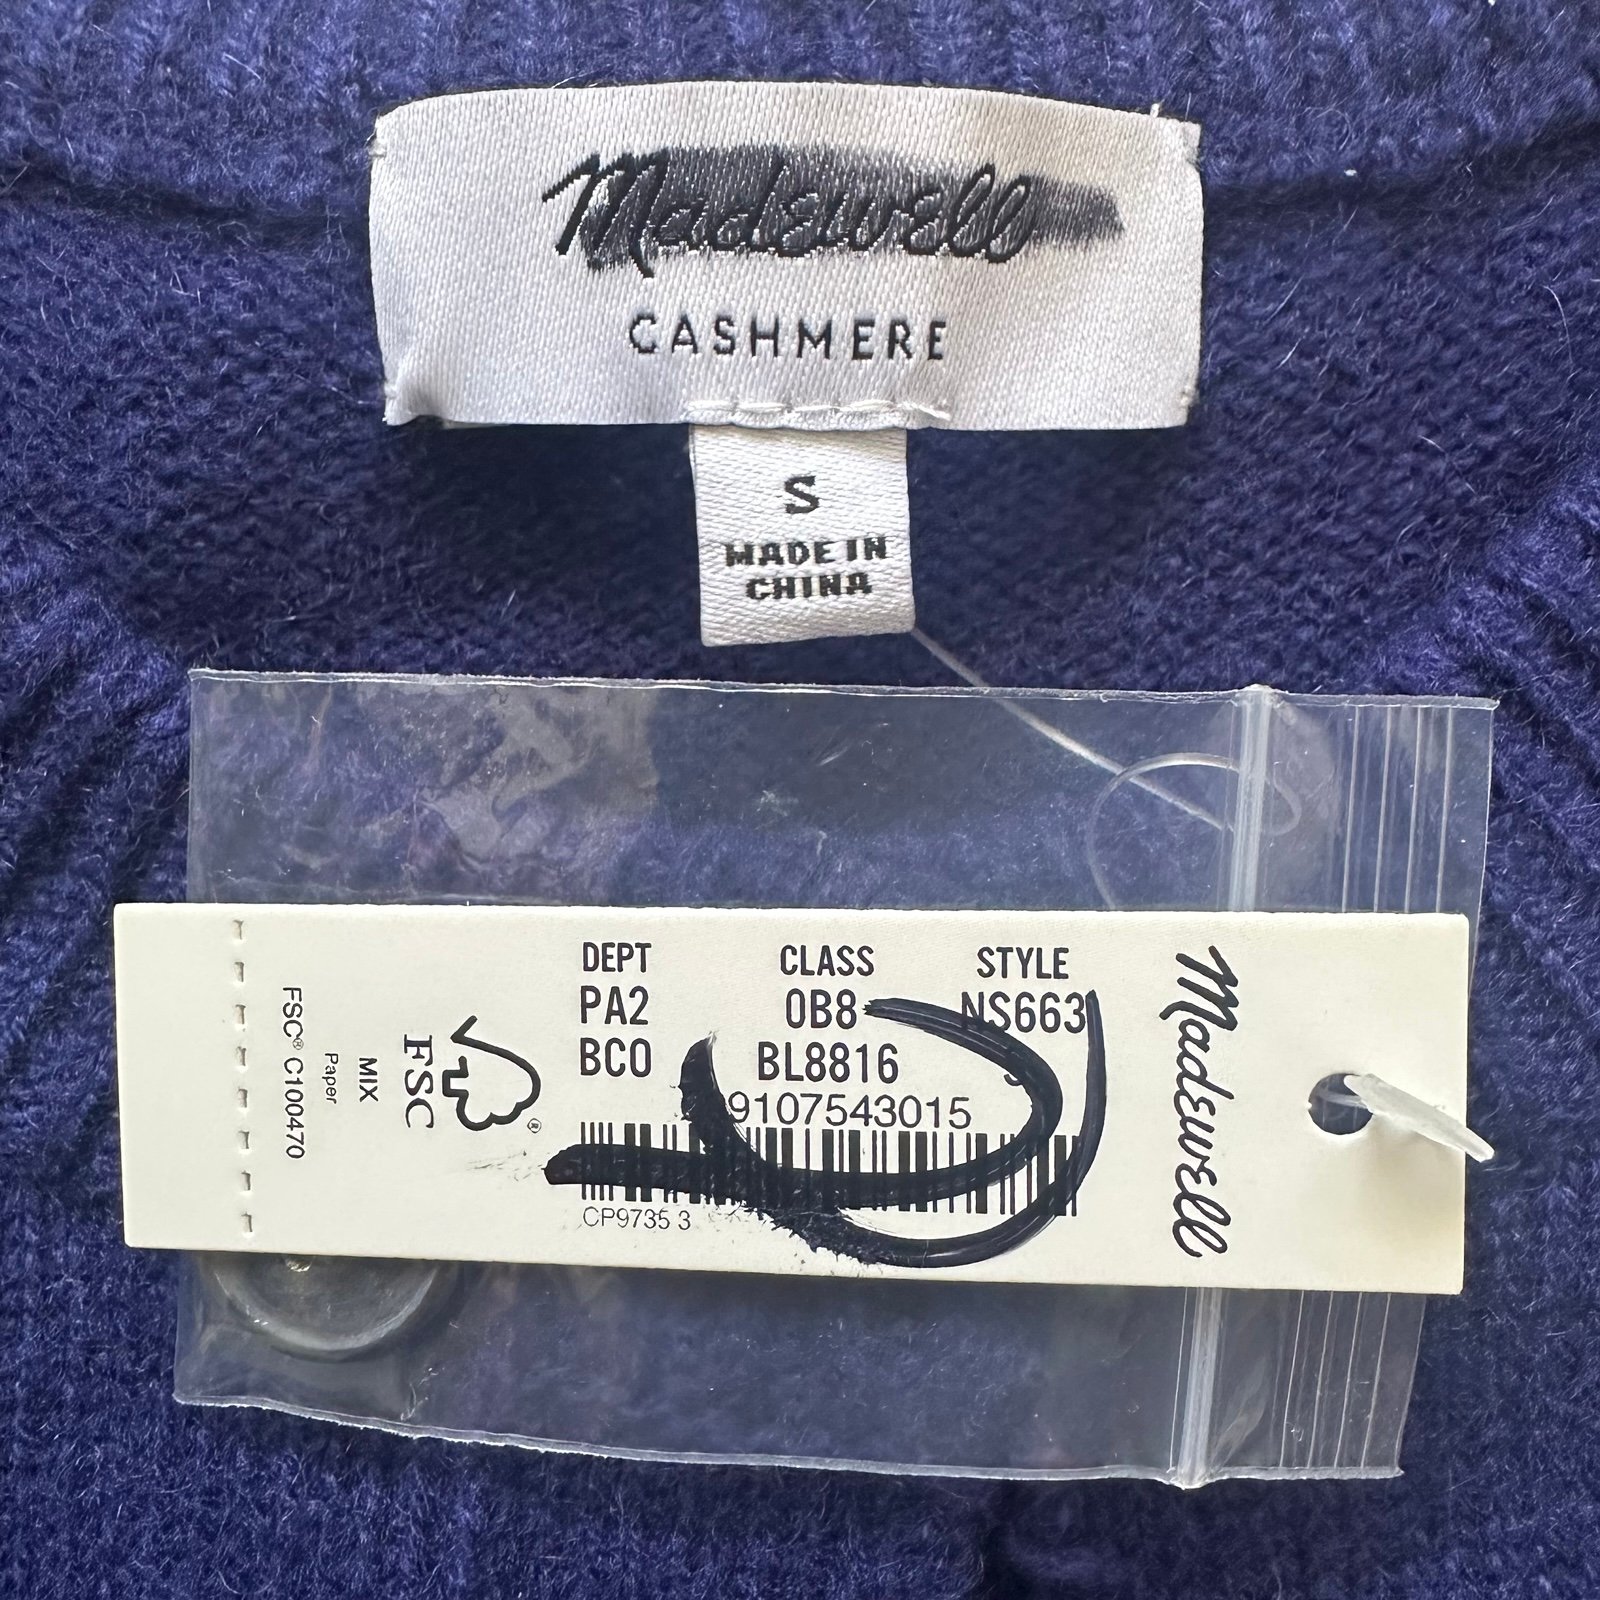 Madewell
CASHMERE
S
MADE IN
CHINA
DEPT CLASS STYLE
PA2 0B8 NS663
BC0 BL8816
9107543015
CP9735 3
Madewell
FSC®
MIX
Paper
FSC® C100470